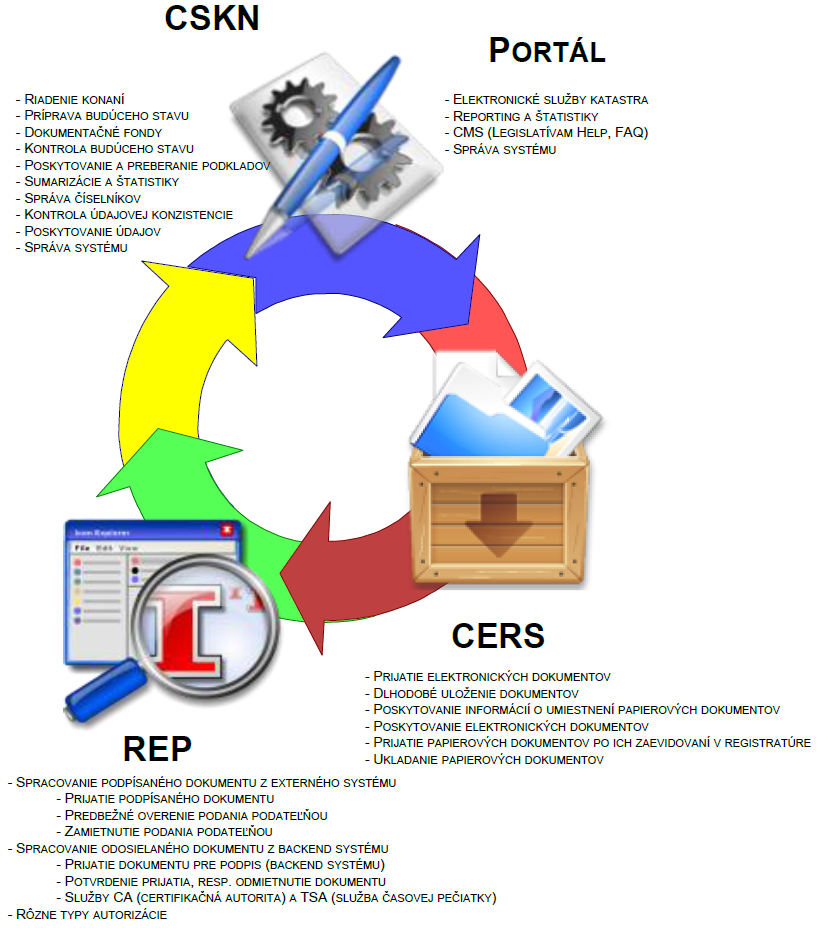 CSKN
- Riadenie konaní
- Príprava budúceho stavu
- Dokumentačné fondy
- Kontrola budúceho stavu
- Poskytovanie a preberanie podkladov
- Sumarizácie a štatistiky
- Správa číselníkov
- Kontrola údajovej konzistencie
- Poskytovanie údajov
- Správa systému
Portál
- Elektronické služby katastra
- Reporting a štatistiky
- CMS (Legislatívam Help, FAQ)
- Správa systému
Icon Explorer
File Edit View
I
CERS
- Prijatie elektronických dokumentov
- Dlhodobé uloženie dokumentov
- Poskytovanie informácií o umiestnení papierových dokumentov
- Poskytovanie elektronických dokumentov
- Prijatie papierových dokumentov po ich zaevidovaní v registratúre
- Ukladanie papierových dokumentov
REP
- Spracovanie podpísaného dokumentu z externého systému
- Prijatie podpísaného dokumentu
- Predbežné overenie podania podateľňou
- Zamietnutie podania podateľňou
- Spracovanie odosielaného dokumentu z backend systému
- Prijatie dokumentu pre podpis (backend systému)
- Potvrdenie prijatia, resp. odmietnutie dokumentu
- Služby CA (certifikačná autorita) a TSA (služba časovej pečiatky)
- Rôzne typy autorizácie